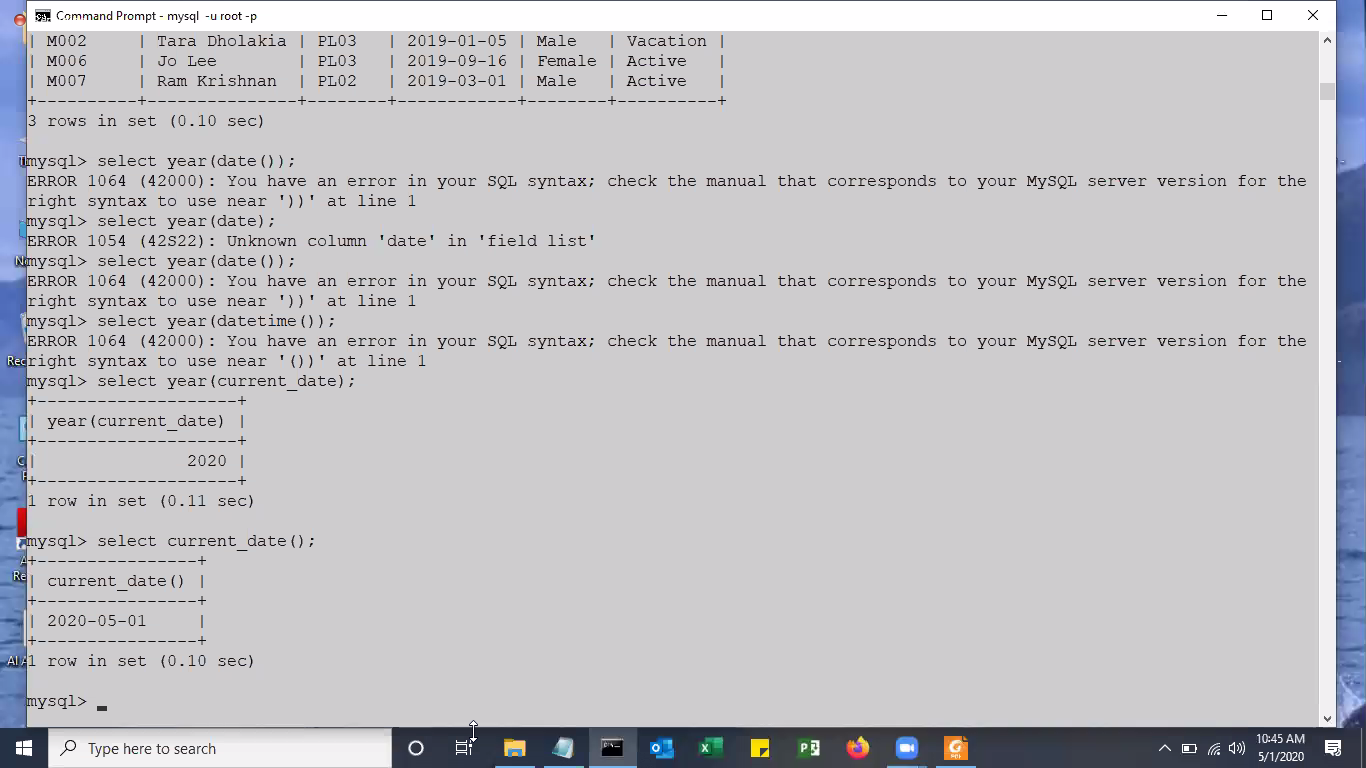 Command Prompt - mysql -u root -p
| M002     | Tara Dholakia | PL03   | 2019-01-05 | Male   | Vacation |
| M006     | Jo Lee        | PL03   | 2019-09-16 | Female | Active   |
| M007     | Ram Krishnan  | PL02   | 2019-03-01 | Male   | Active   |
+----------+---------------+--------+------------+--------+----------+
3 rows in set (0.10 sec)
mysql> select year(date());
ERROR 1064 (42000): You have an error in your SQL syntax; check the manual that corresponds to your MySQL server version for the
right syntax to use near '))' at line 1
mysql> select year(date);
ERROR 1054 (42S22): Unknown column 'date' in 'field list'
mysql> select year(date());
ERROR 1064 (42000): You have an error in your SQL syntax; check the manual that corresponds to your MySQL server version for the
right syntax to use near '))' at line 1
mysql> select year(datetime());
ERROR 1064 (42000): You have an error in your SQL syntax; check the manual that corresponds to your MySQL server version for the
right syntax to use near '())' at line 1
mysql> select year(current_date);
+--------------------+
| year(current_date) |
+--------------------+
|               2020 |
+--------------------+
1 row in set (0.11 sec)
mysql> select current_date();
+----------------+
| current_date() |
+----------------+
| 2020-05-01     |
+----------------+
1 row in set (0.10 sec)
mysql>
Type here to search
10:45 AM
5/1/2020